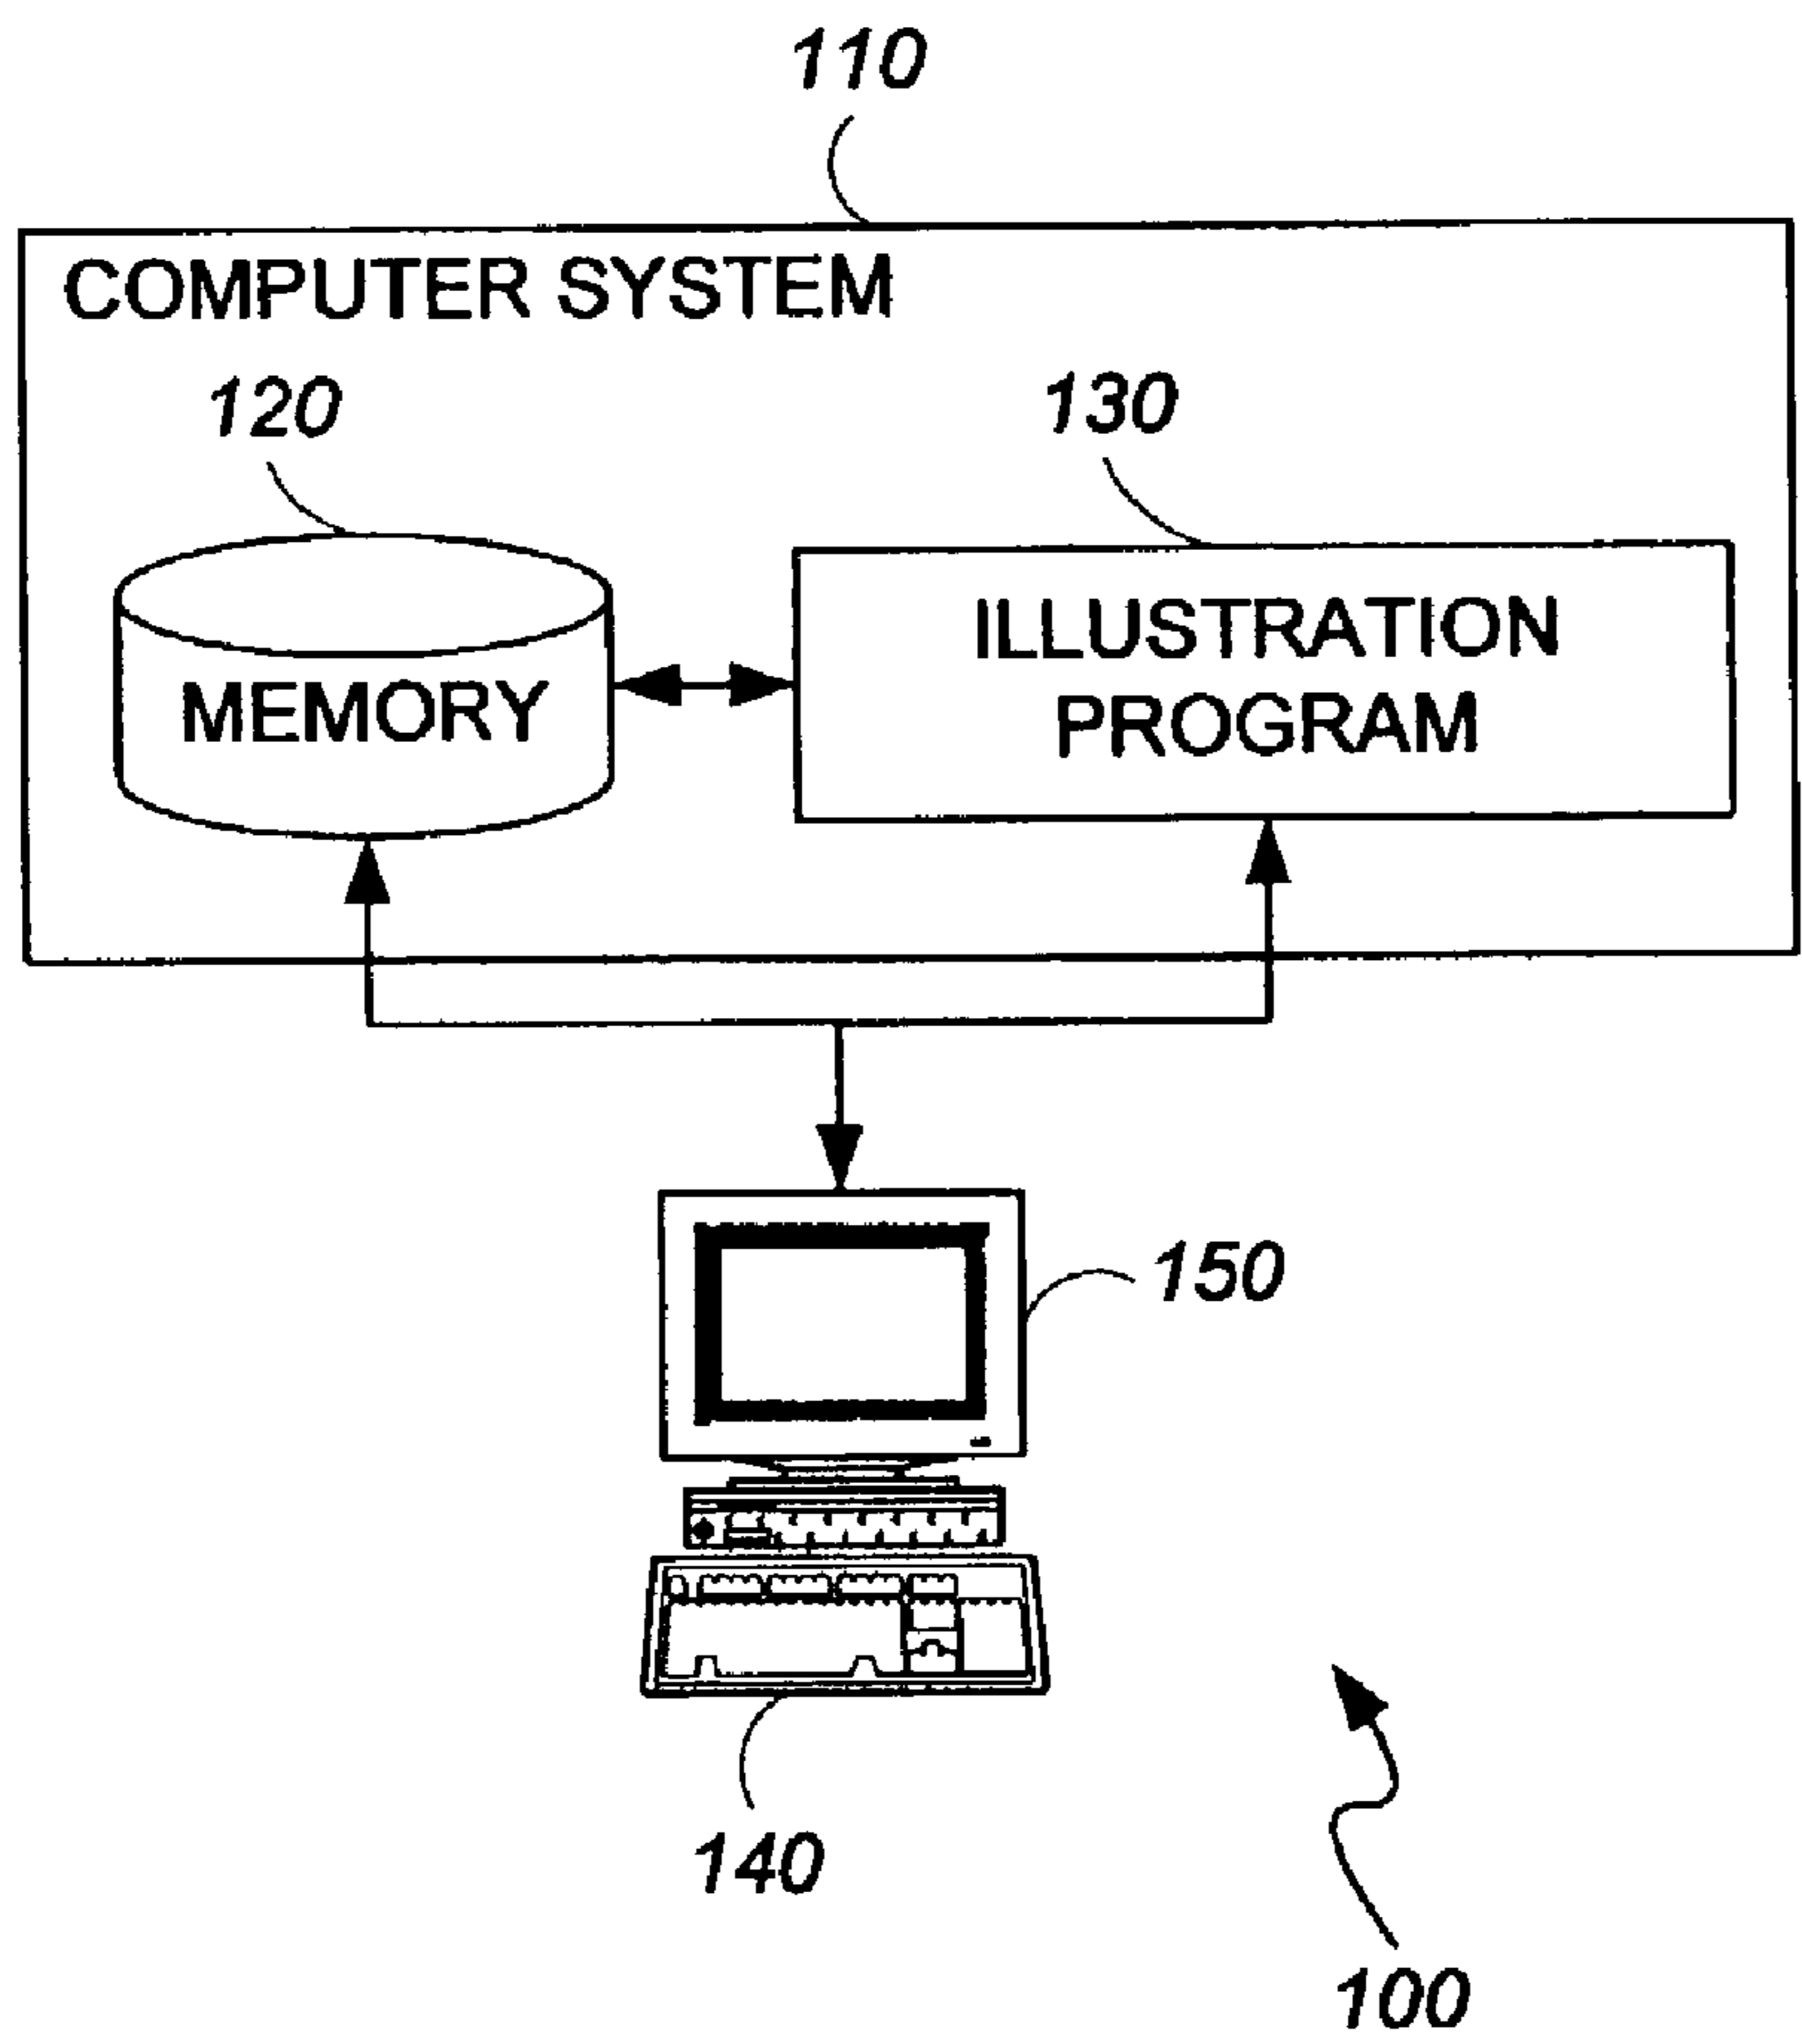 110
COMPUTER SYSTEM
120
130
MEMORY
ILLUSTRATION
PROGRAM
150
140
100